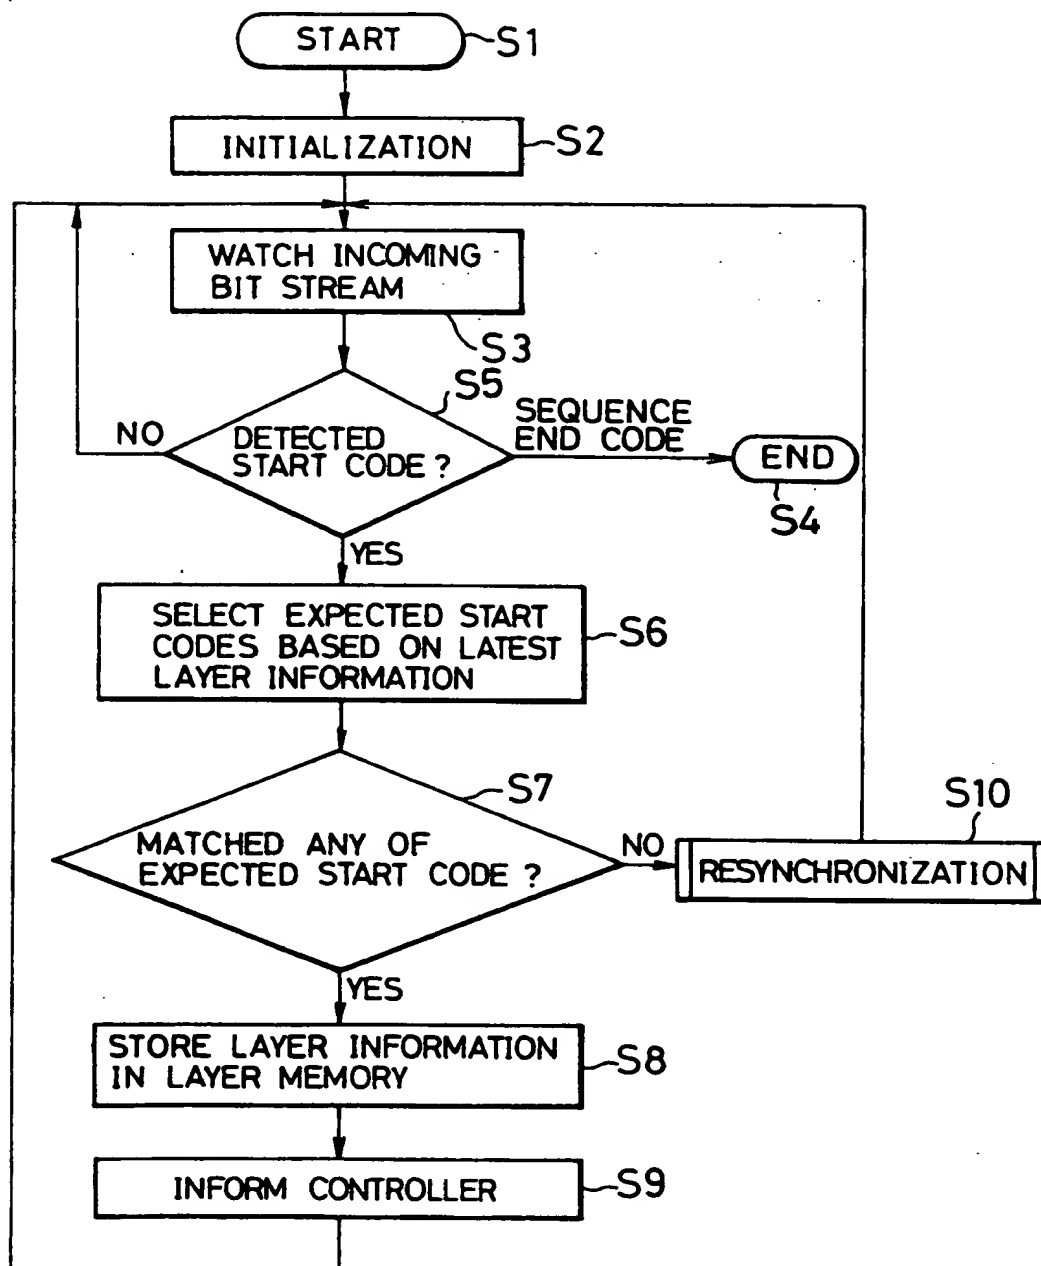 START
S1
INITIALIZATION
S2
WATCH INCOMING
BIT STREAM
S3
S5
NO
DETECTED
START CODE ?
SEQUENCE
END CODE
END
S4
YES
SELECT EXPECTED START
CODES BASED ON LATEST
LAYER INFORMATION
S6
S7
MATCHED ANY OF
EXPECTED START CODE ?
NO
S10
RESYNCHRONIZATION
YES
STORE LAYER INFORMATION
IN LAYER MEMORY
S8
INFORM CONTROLLER
S9